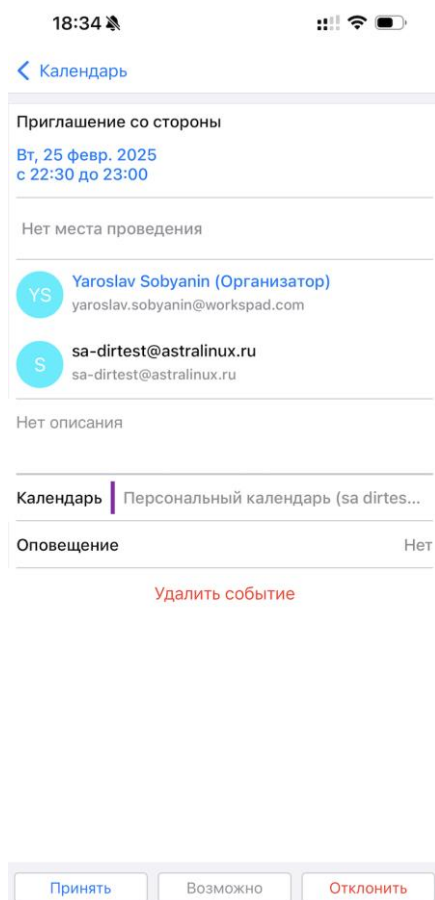 18:34
Календарь
Приглашение со стороны
Вт, 25 февр. 2025
с 22:30 до 23:00
Нет места проведения
YS
Yaroslav Sobyanin (Организатор)
yaroslav.sobyanin@workspad.com
S
sa-dirtest@astralinux.ru
sa-dirtest@astralinux.ru
Нет описания
Календарь Персональный календарь (sa dirtes...
Оповещение Нет
Удалить событие
Принять Возможно Отклонить